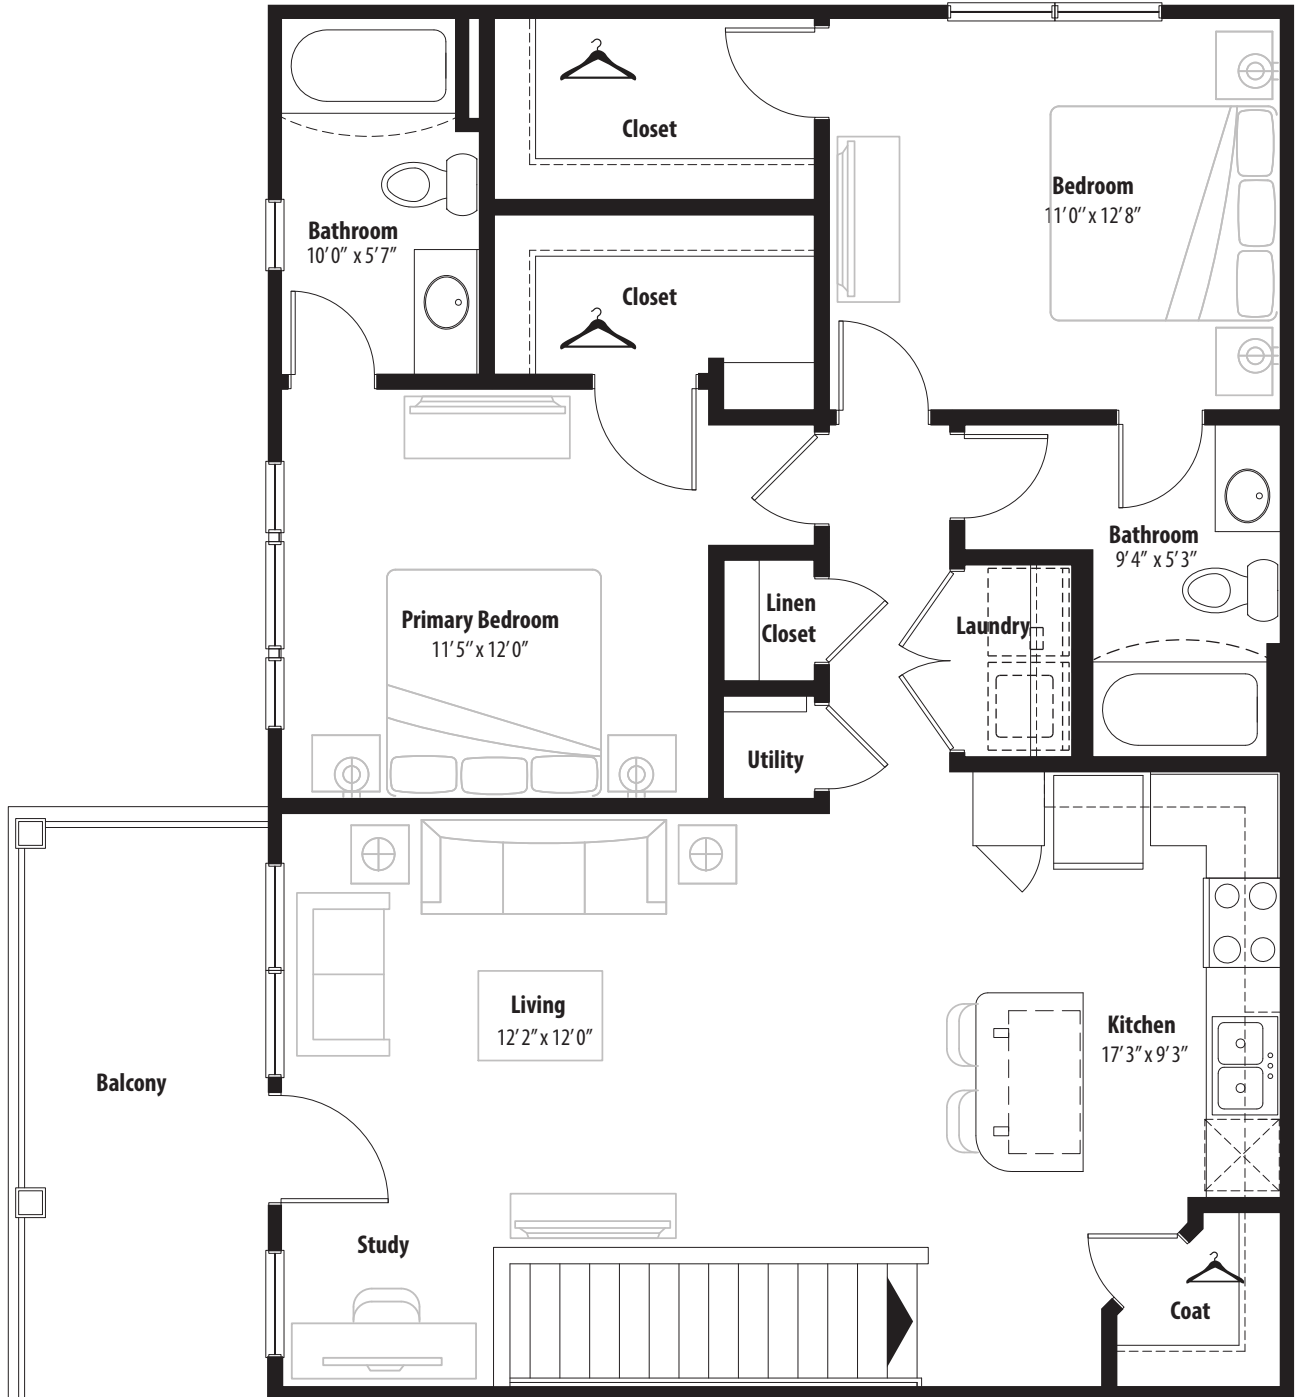 Closet
Bedroom
11'0" x 12'8"
Bathroom
10'0" x 5'7"
Closet
Bathroom
9'4" x 5'3"
Linen
Closet
Laundry
Primary Bedroom
11'5" x 12'0"
Utility
Living
12'2" x 12'0"
Kitchen
17'3" x 9'3"
Balcony
Study
Coat